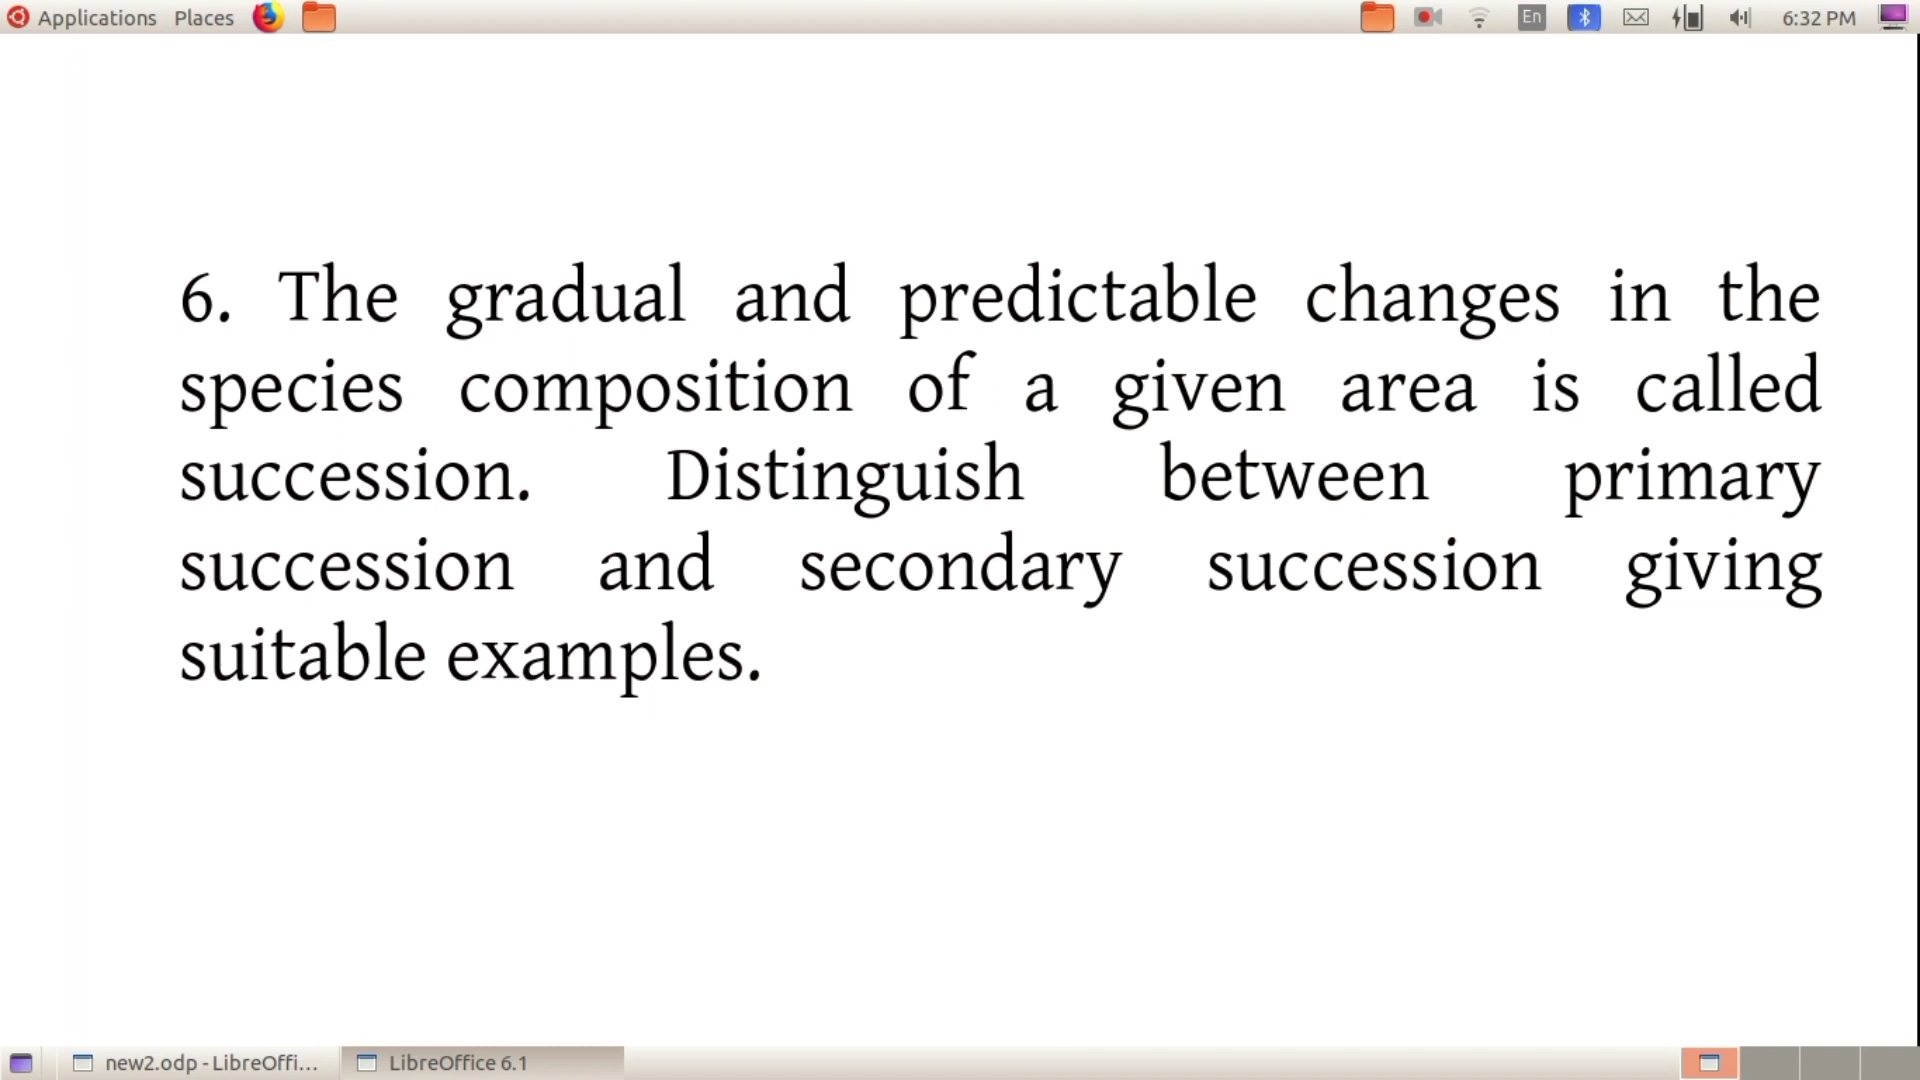 Applications Places En 6:32 PM
6. The gradual and predictable changes in the
species composition of a given area is called
succession. Distinguish between primary
succession and secondary succession giving
suitable examples.
new2.odp - LibreOffi... LibreOffice 6.1